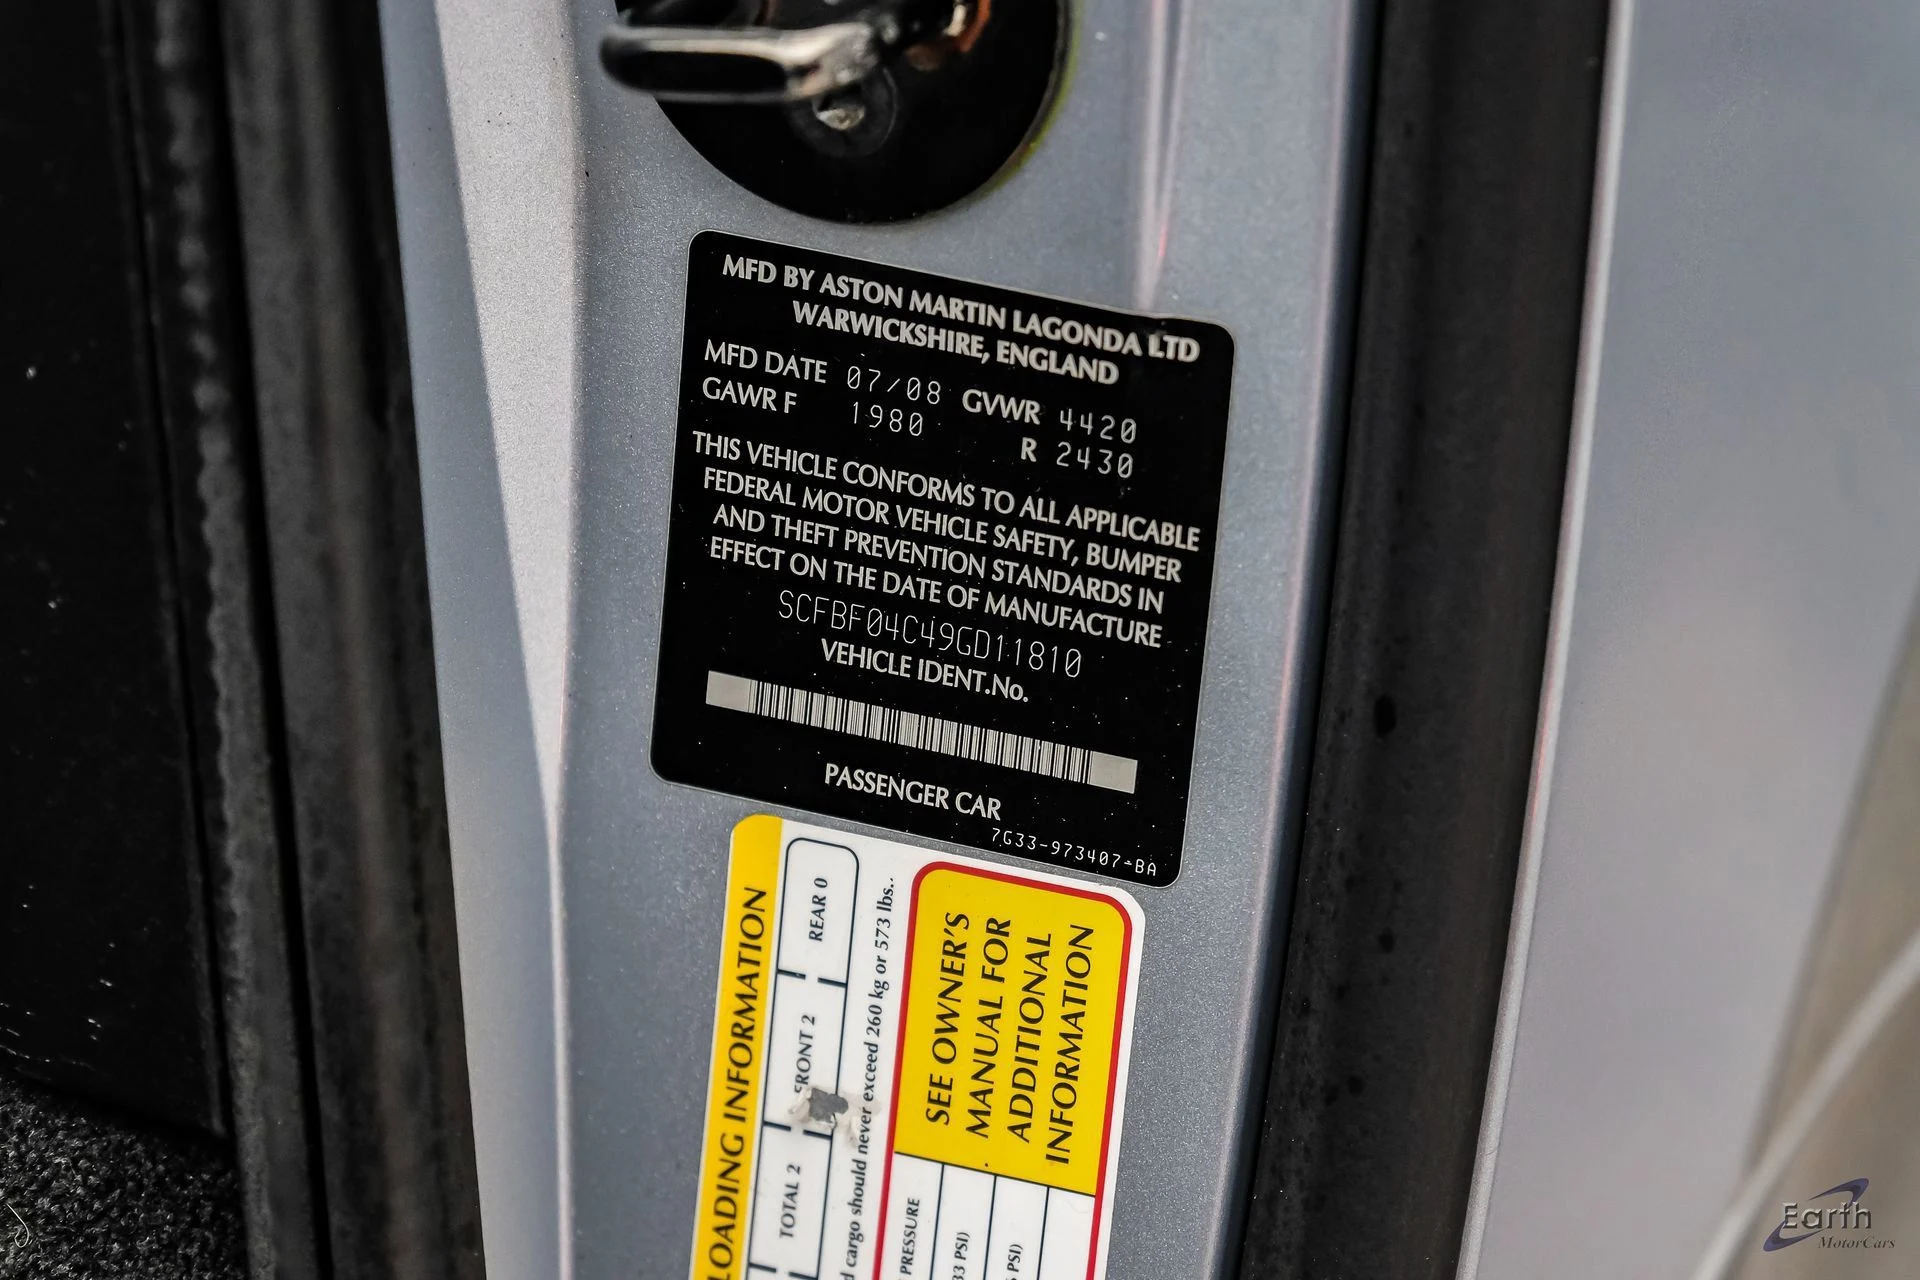 MFD BY ASTON MARTIN LAGONDA LTD
WARWICKSHIRE, ENGLAND
MFD DATE 07/08 GVWR 4420
GAWR F 1980 R 2430
THIS VEHICLE CONFORMS TO ALL APPLICABLE
FEDERAL MOTOR VEHICLE SAFETY, BUMPER
AND THEFT PREVENTION STANDARDS IN
EFFECT ON THE DATE OF MANUFACTURE
SCFBF04C49GD11810
VEHICLE IDENT.No.
PASSENGER CAR
7G33-973407-BA
LOADING INFORMATION
TOTAL 2 FRONT 2 REAR 0
cargo should never exceed 260 kg or 573 lbs..
SEE OWNER'S
MANUAL FOR
ADDITIONAL
INFORMATION
PRESSURE
33 PSI)
PSI)
Earth
MotorCars